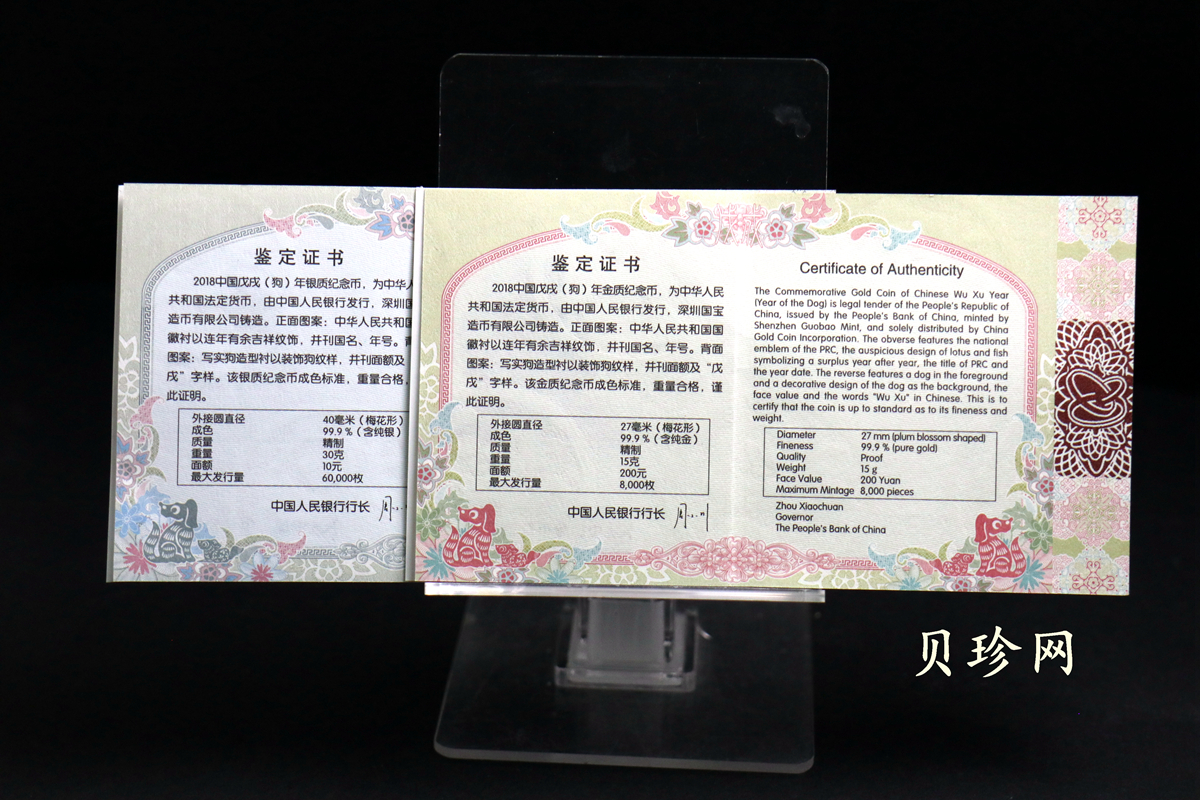 鉴定证书
2018中国戊戌（狗）年银质纪念币，为中华人
共和国法定货币，由中国人民银行发行，深圳国
造币有限公司铸造。正面图案：中华人民共和国
徽衬以连年有余吉祥纹饰，井刊国名、年号。背
图案：写实狗造型衬以装饰狗纹样，井刊面额及
戌”字样。该银质纪念币成色标准，重量合格，
此证明。
外接圆直径 40毫米（梅花形）
成色 99.9％（含纯银）
质量 精制
重量 30克
面额 10元
最大发行量 60,000枚
中国人民银行行长
鉴定证书
2018中国戊戌（狗）年金质纪念币，为中华人民
共和国法定货币，由中国人民银行发行，深圳国宝
造币有限公司铸造。正面图案：中华人民共和国国
徽衬以连年有余吉祥纹饰，井刊国名、年号。背面
图案：写实狗造型衬以装饰狗纹样，井刊面额及“戊
戌”字样。该金质纪念币成色标准，重量合格，谨
此证明。
外接圆直径 27毫米（梅花形）
成色 99.9％（含纯金）
质量 精制
重量 15克
面额 200元
最大发行量 8,000枚
中国人民银行行长
Certificate of Authenticity
The Commemorative Gold Coin of Chinese Wu Xu Year
(Year of the Dog) is legal tender of the People's Republic of
China, issued by the People's Bank of China, minted by
Shenzhen Guobao Mint, and solely distributed by China
Gold Coin Incorporation. The obverse features the national
emblem of the PRC, the auspicious design of lotus and fish
symbolizing a surplus year after year, the title of PRC and
the year date. The reverse features a dog in the foreground
and a decorative design of the dog as the background, the
face value and the words "Wu Xu" in Chinese. This is to
certify that the coin is up to standard as to its fineness and
weight.
Diameter 27 mm (plum blossom shaped)
Fineness 99.9 % (pure gold)
Quality Proof
Weight 15 g
Face Value 200 Yuan
Maximum Mintage 8,000 pieces
Zhou Xiaochuan
Governor
The People's Bank of China
贝珍网